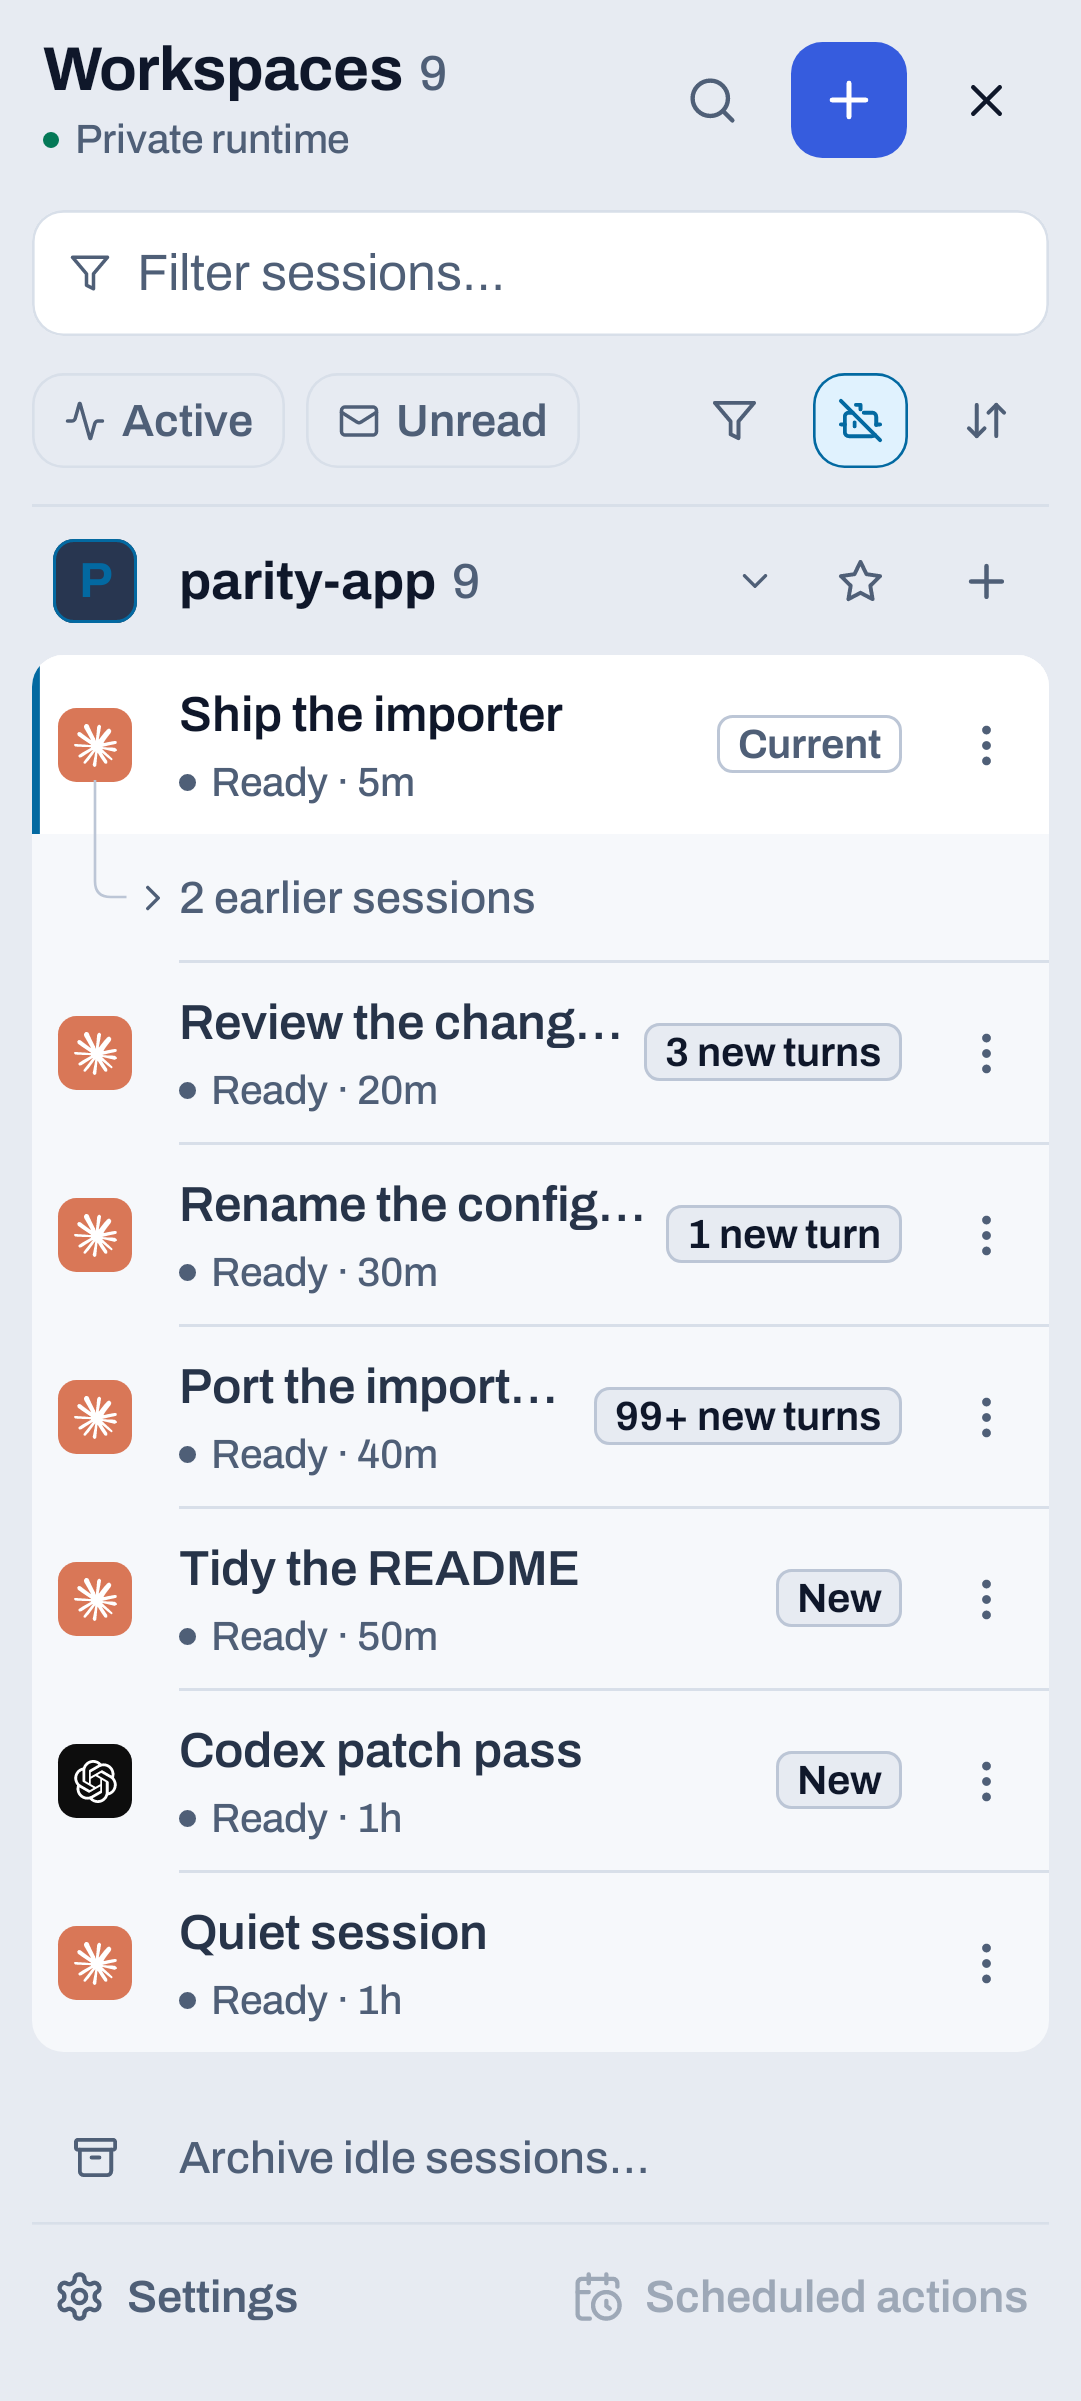 Workspaces 9
Private runtime
Filter sessions...
Active
Unread
P
parity-app 9
Ship the importer
Current
Ready · 5m
2 earlier sessions
Review the chang...
3 new turns
Ready · 20m
Rename the config...
1 new turn
Ready · 30m
Port the import...
99+ new turns
Ready · 40m
Tidy the README
New
Ready · 50m
Codex patch pass
New
Ready · 1h
Quiet session
Ready · 1h
Archive idle sessions...
Settings
Scheduled actions